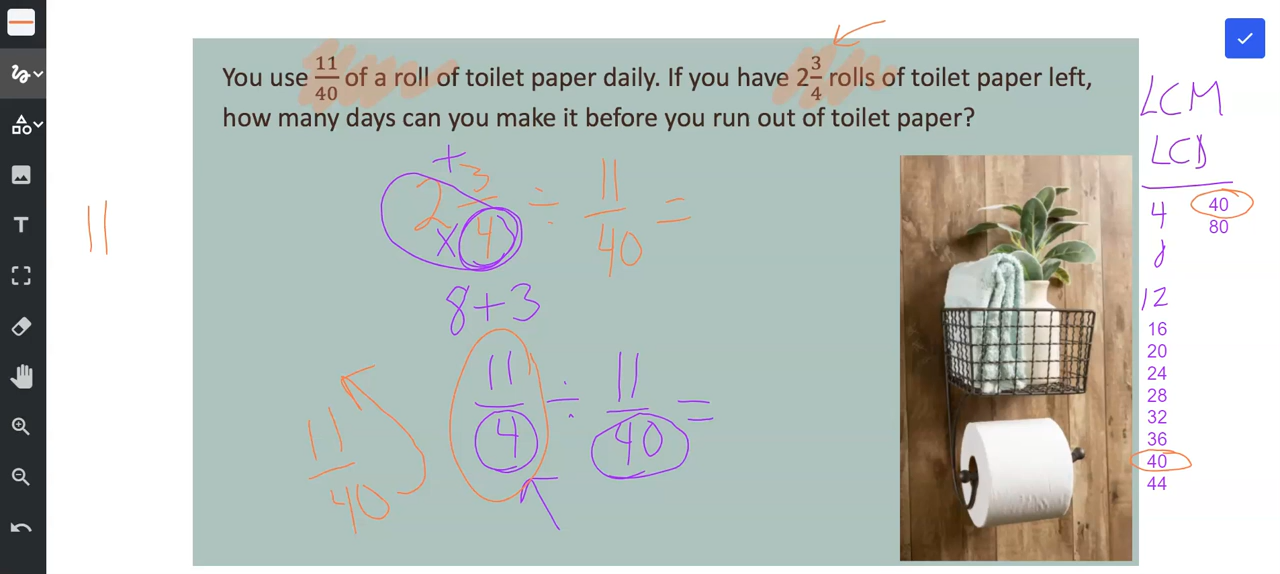 You use 11/40 of a roll of toilet paper daily. If you have 2 3/4 rolls of toilet paper left,
how many days can you make it before you run out of toilet paper?
LCM
LCD
4 40
8 80
12
16
20
24
28
32
36
40
44
11
+
2 3/4 ÷ 11/40 =
×
8+3
11/4 ÷ 11/40 =
11/40
T